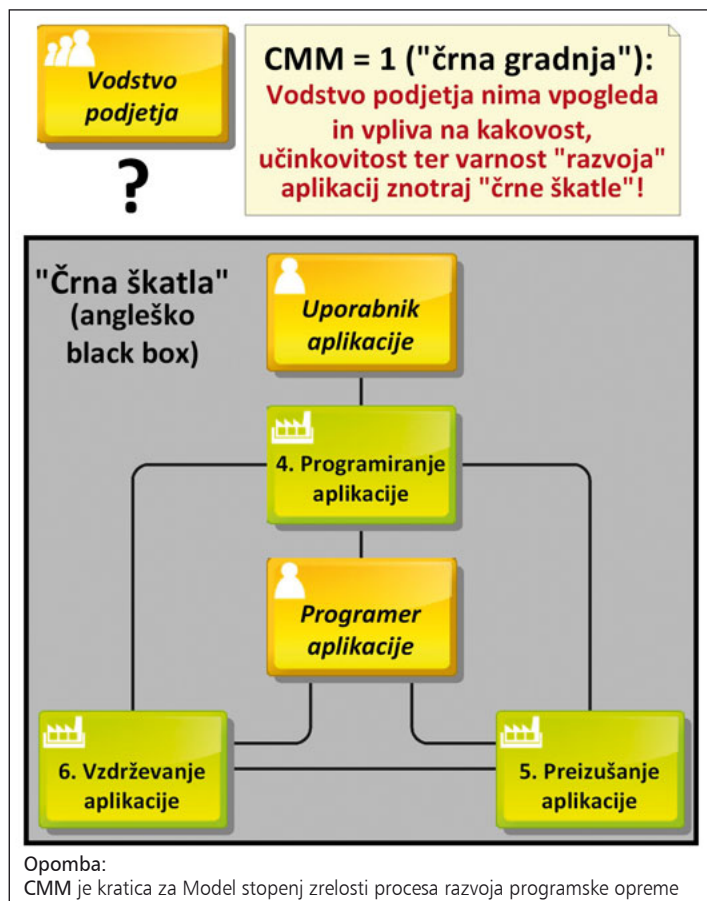 Vodstvo
podjetja
?
CMM = 1 ("črna gradnja"):
Vodstvo podjetja nima vpogleda
in vpliva na kakovost,
učinkovitost ter varnost "razvoja"
aplikacij znotraj "črne škatle"!
"Črna škatla"
(angleško
black box)
Uporabnik
aplikacije
4. Programiranje
aplikacije
Programer
aplikacije
6. Vzdrževanje
aplikacije
5. Preizušanje
aplikacije
Opomba:
CMM je kratica za Model stopenj zrelosti procesa razvoja programske opreme